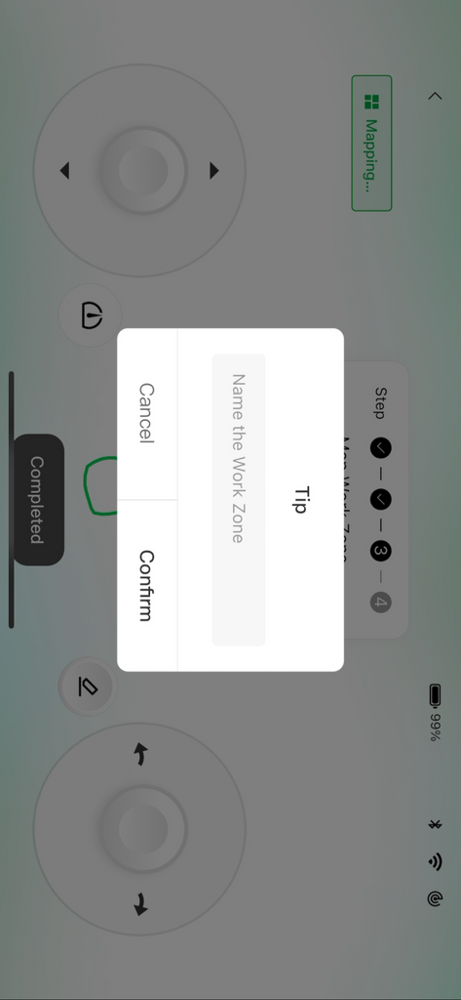 Mapping...
99%
Step
3
4
Map Work Zone
Tip
Name the Work Zone
Cancel
Confirm
Completed